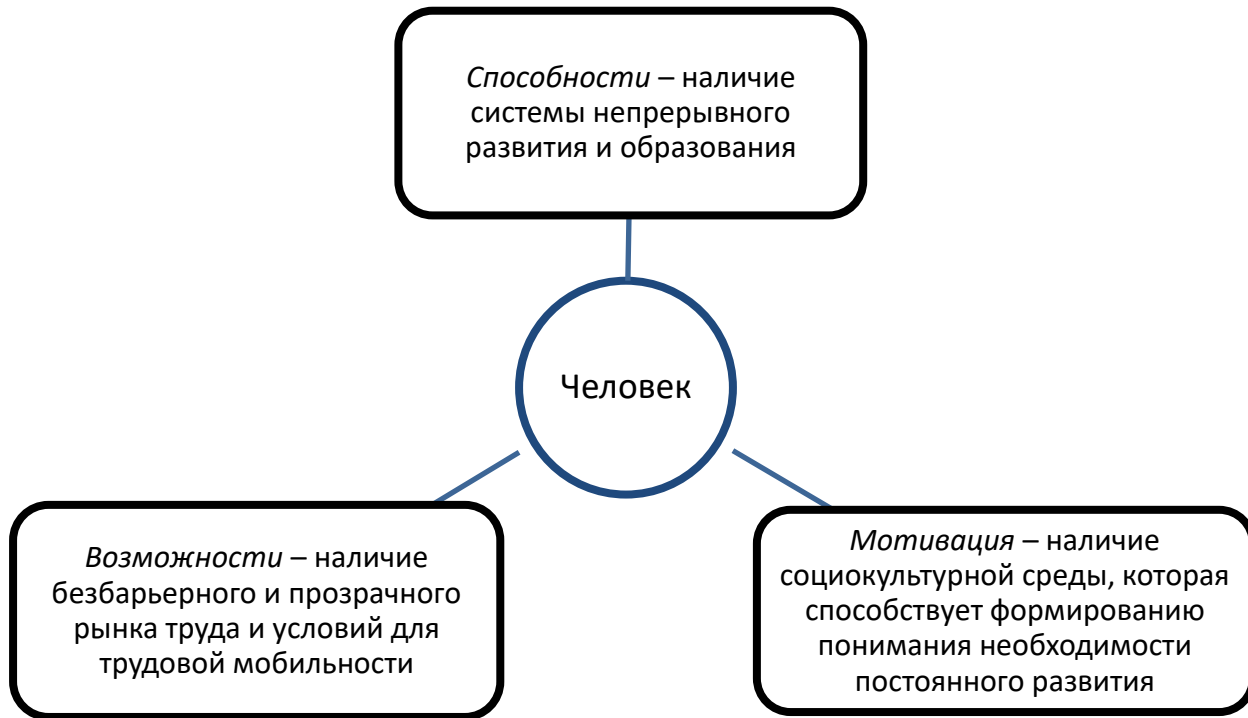 Способности – наличие
системы непрерывного
развития и образования
Человек
Возможности – наличие
безбарьерного и прозрачного
рынка труда и условий для
трудовой мобильности
Мотивация – наличие
социокультурной среды, которая
способствует формированию
понимания необходимости
постоянного развития